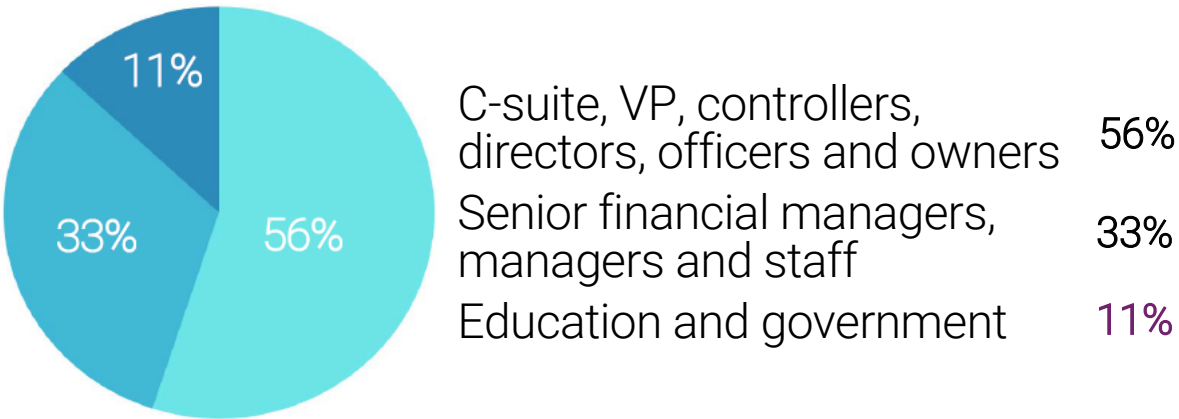 11%
33%
56%
C-suite, VP, controllers,
directors, officers and owners
56%
Senior financial managers,
managers and staff
33%
Education and government
11%